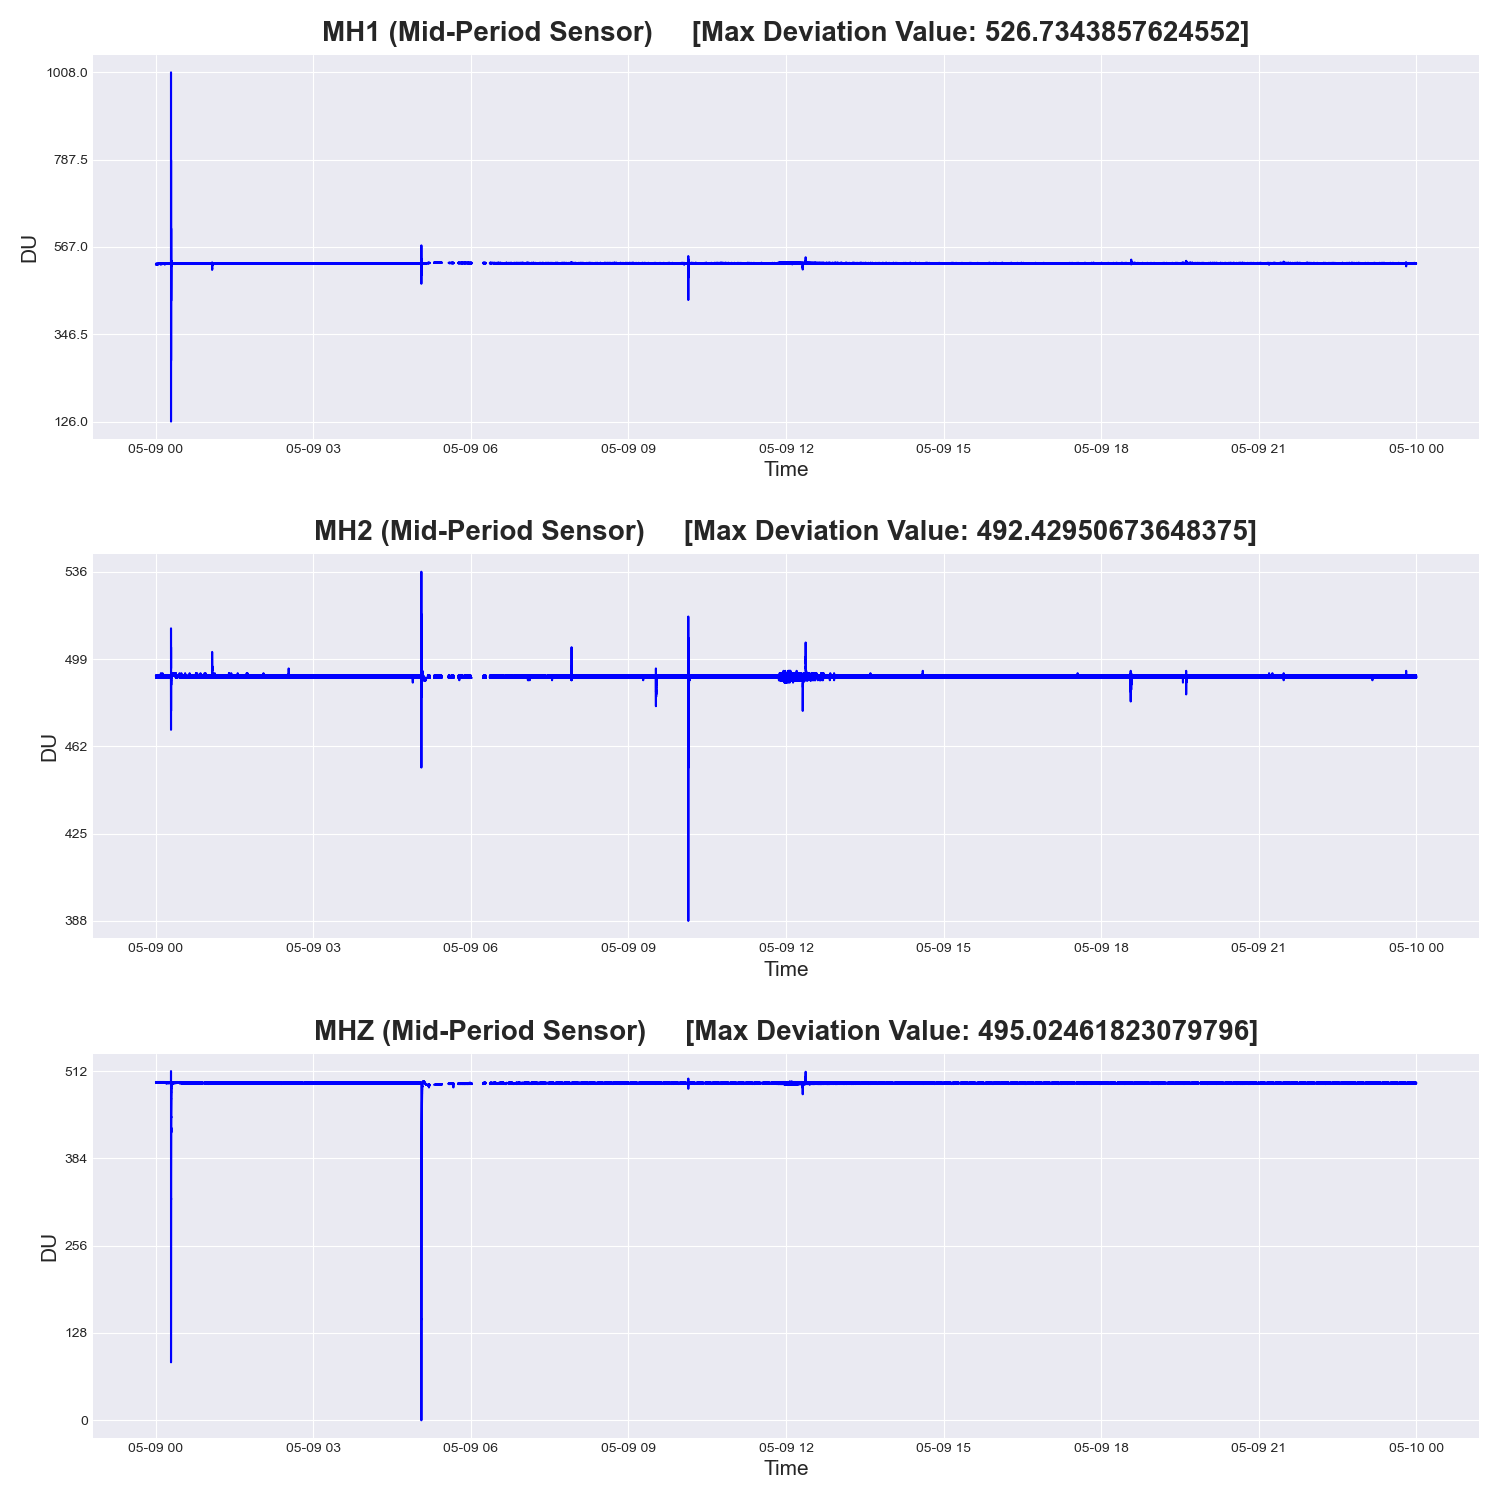 MH1 (Mid-Period Sensor) [Max Deviation Value: 526.7343857624552]
1008.0
787.5
567.0
346.5
126.0
DU
05-09 00 05-09 03 05-09 06 05-09 09 05-09 12 05-09 15 05-09 18 05-09 21 05-10 00
Time
MH2 (Mid-Period Sensor) [Max Deviation Value: 492.42950673648375]
536
499
462
425
388
DU
05-09 00 05-09 03 05-09 06 05-09 09 05-09 12 05-09 15 05-09 18 05-09 21 05-10 00
Time
MHZ (Mid-Period Sensor) [Max Deviation Value: 495.02461823079796]
512
384
256
128
0
DU
05-09 00 05-09 03 05-09 06 05-09 09 05-09 12 05-09 15 05-09 18 05-09 21 05-10 00
Time